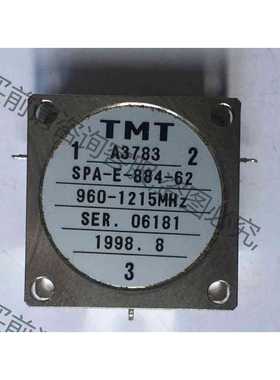 TMT
1 A3783 2
SPA-E-884-62
960-1215MHZ
SER. 06181
1998. 8
3